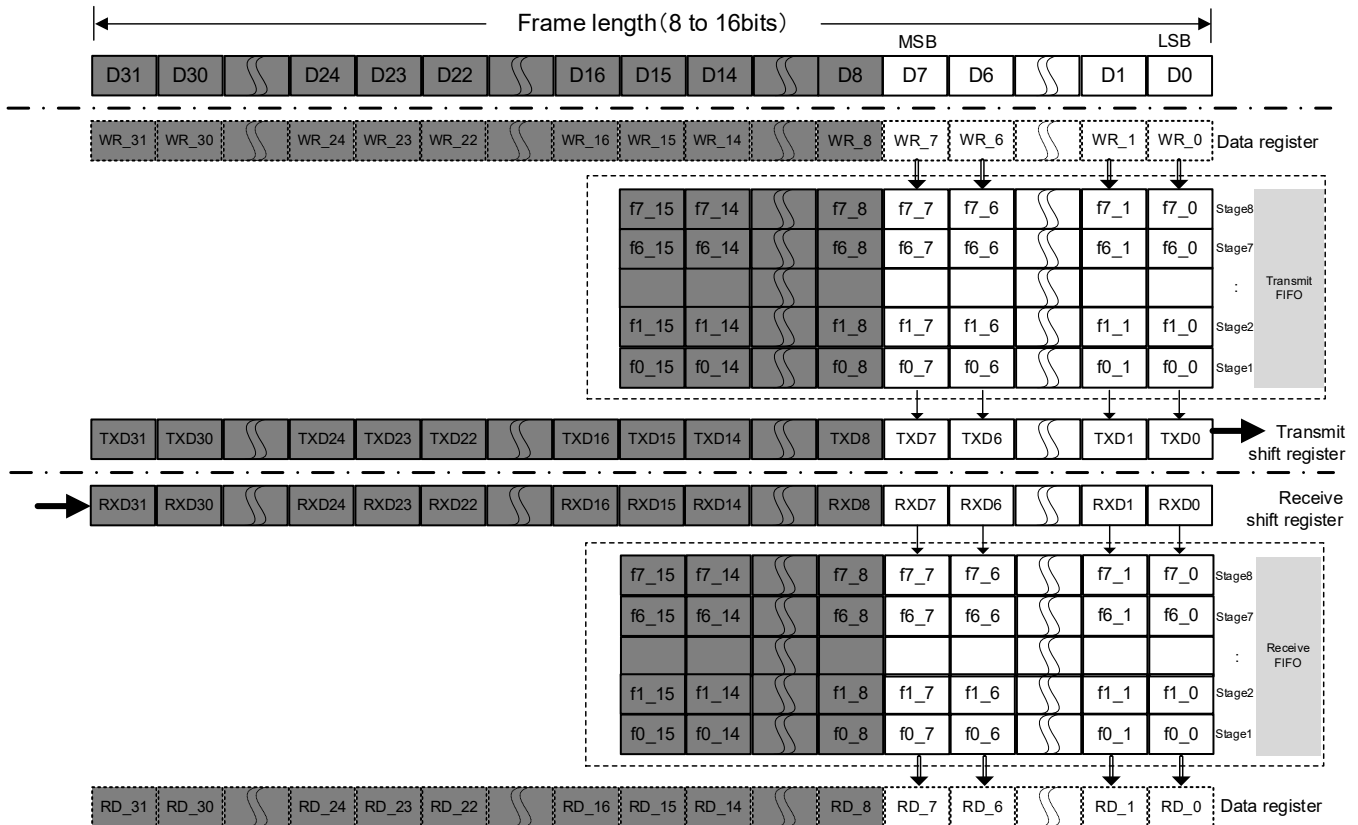 Frame length(8 to 16bits)
MSB LSB
D31 D30 D24 D23 D22 D16 D15 D14 D8 D7 D6 D1 D0
WR_31 WR_30 WR_24 WR_23 WR_22 WR_16 WR_15 WR_14 WR_8 WR_7 WR_6 WR_1 WR_0 Data register
f7_15 f7_14 f7_8 f7_7 f7_6 f7_1 f7_0 Stage8
f6_15 f6_14 f6_8 f6_7 f6_6 f6_1 f6_0 Stage7
:
Transmit
FIFO
f1_15 f1_14 f1_8 f1_7 f1_6 f1_1 f1_0 Stage2
f0_15 f0_14 f0_8 f0_7 f0_6 f0_1 f0_0 Stage1
TXD31 TXD30 TXD24 TXD23 TXD22 TXD16 TXD15 TXD14 TXD8 TXD7 TXD6 TXD1 TXD0
Transmit
shift register
RXD31 RXD30 RXD24 RXD23 RXD22 RXD16 RXD15 RXD14 RXD8 RXD7 RXD6 RXD1 RXD0
Receive
shift register
f7_15 f7_14 f7_8 f7_7 f7_6 f7_1 f7_0 Stage8
f6_15 f6_14 f6_8 f6_7 f6_6 f6_1 f6_0 Stage7
:
Receive
FIFO
f1_15 f1_14 f1_8 f1_7 f1_6 f1_1 f1_0 Stage2
f0_15 f0_14 f0_8 f0_7 f0_6 f0_1 f0_0 Stage1
RD_31 RD_30 RD_24 RD_23 RD_22 RD_16 RD_15 RD_14 RD_8 RD_7 RD_6 RD_1 RD_0 Data register